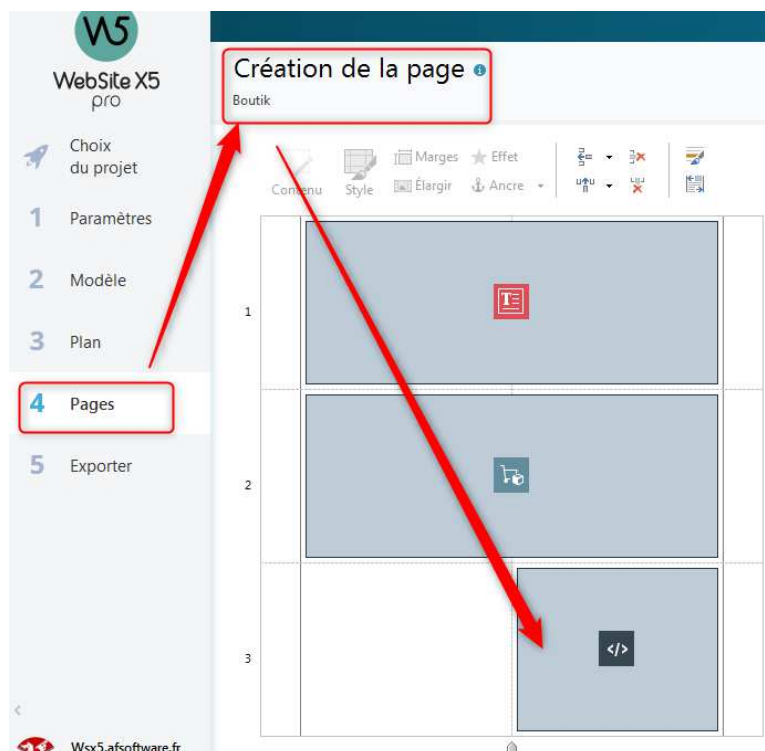 W5
WebSite X5
pro
Création de la page
Boutik
Choix
du projet
1 Paramètres
2 Modèle
3 Plan
4 Pages
5 Exporter
Contenu
Style
Marges
Effet
Élargir
Ancre
1
T
2
</>
3
Wsx5.afsoftware.fr